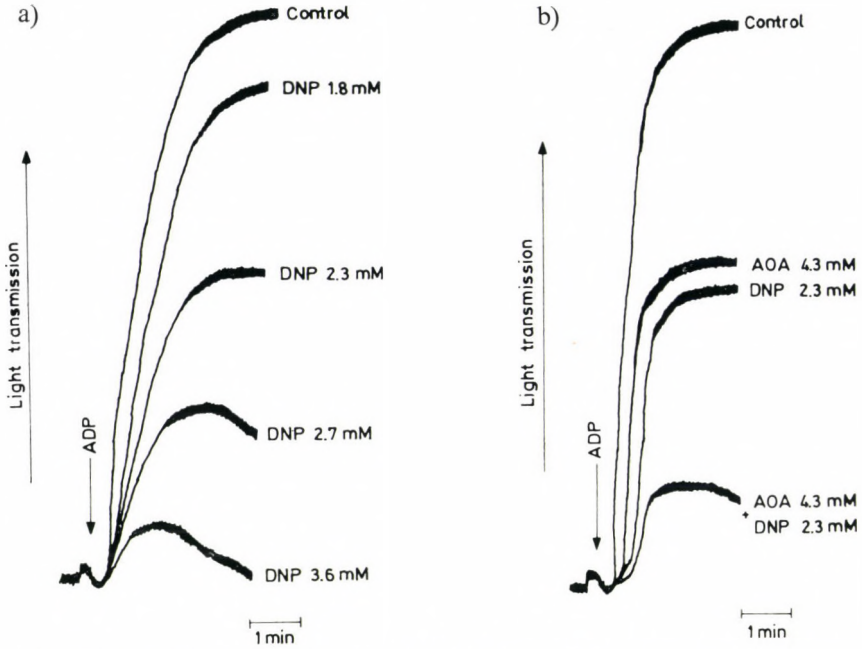 a)
Control
DNP 1.8 mM
DNP 2.3 mM
DNP 2.7 mM
DNP 3.6 mM
Light transmission
ADP
1 min
b)
Control
AOA 4.3 mM
DNP 2.3 mM
AOA 4.3 mM
+
DNP 2.3 mM
Light transmission
ADP
1 min